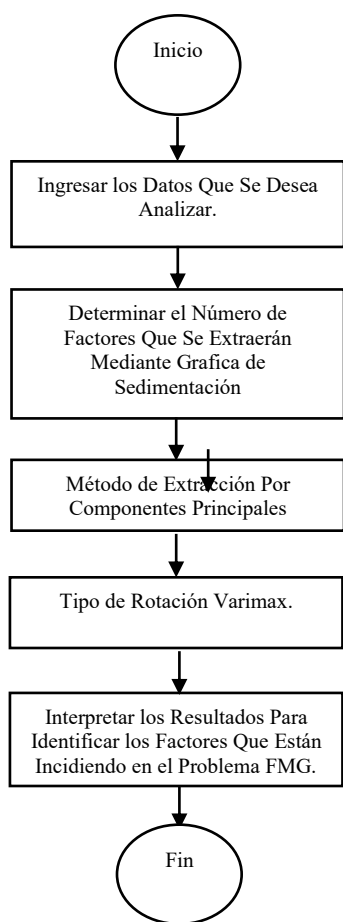 Inicio
Ingresar los Datos Que Se Desea
Analizar.
Determinar el Número de
Factores Que Se Extraerán
Mediante Grafica de
Sedimentación
Método de Extracción Por
Componentes Principales
Tipo de Rotación Varimax.
Interpretar los Resultados Para
Identificar los Factores Que Están
Incidiendo en el Problema FMG.
Fin